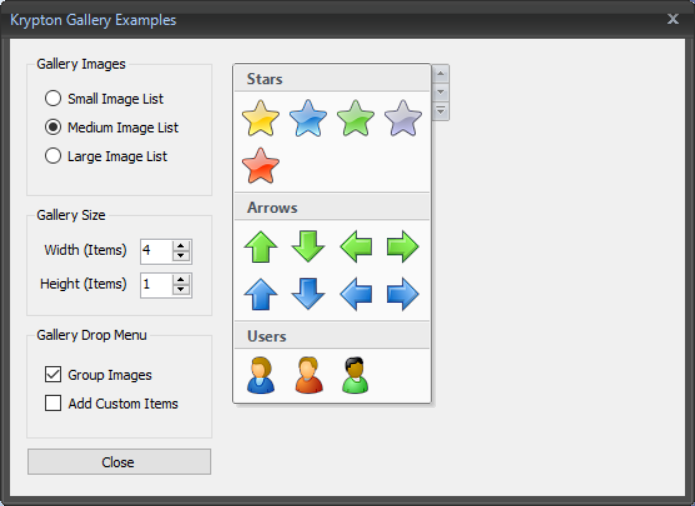 Krypton Gallery Examples
Gallery Images
Small Image List
Medium Image List
Large Image List
Gallery Size
Width (Items) 4
Height (Items) 1
Gallery Drop Menu
Group Images
Add Custom Items
Close
Stars
Arrows
Users